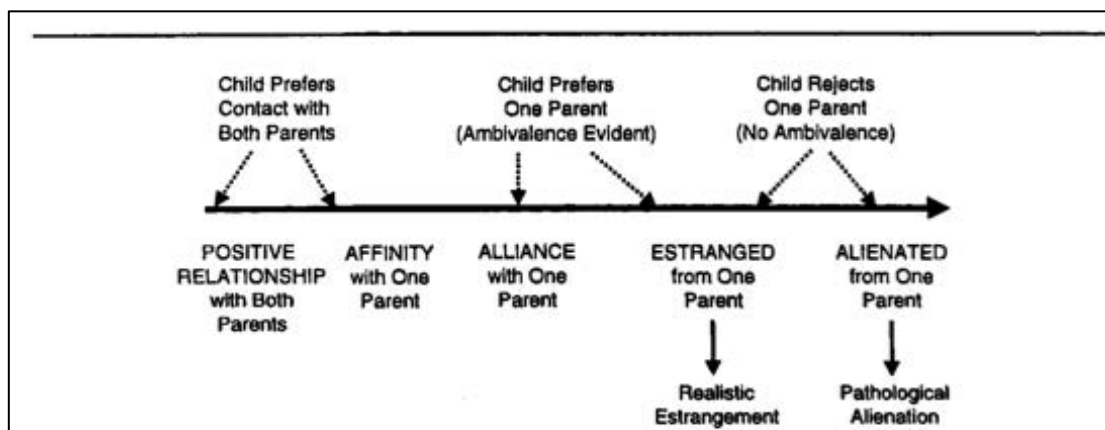 Child Prefers
Contact with
Both Parents
Child Prefers
One Parent
(Ambivalence Evident)
Child Rejects
One Parent
(No Ambivalence)
POSITIVE
RELATIONSHIP
with Both
Parents
AFFINITY
with One
Parent
ALLIANCE
with One
Parent
ESTRANGED
from One
Parent
ALIENATED
from One
Parent
Realistic
Estrangement
Pathological
Alienation